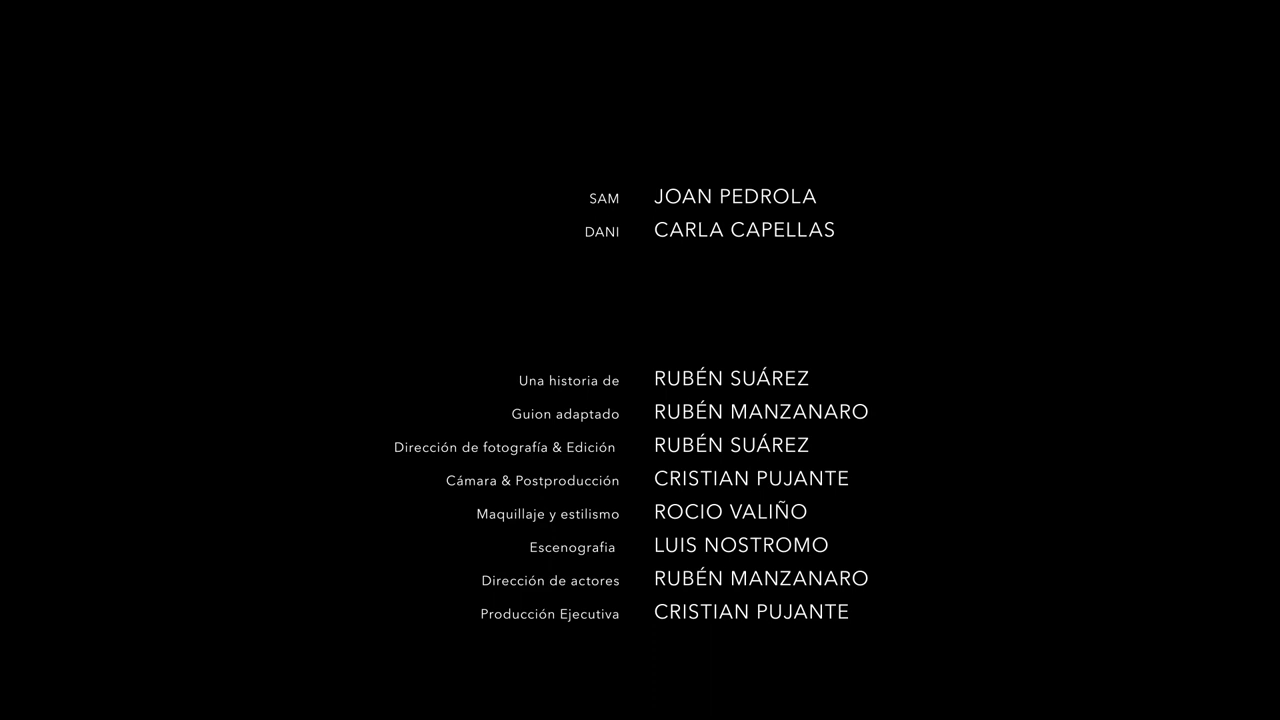 SAM JOAN PEDROLA
DANI CARLA CAPELLAS
Una historia de RUBÉN SUÁREZ
Guion adaptado RUBÉN MANZANARO
Dirección de fotografía & Edición RUBÉN SUÁREZ
Cámara & Postproducción CRISTIAN PUJANTE
Maquillaje y estilismo ROCIO VALIÑO
Escenografia LUIS NOSTROMO
Dirección de actores RUBÉN MANZANARO
Producción Ejecutiva CRISTIAN PUJANTE